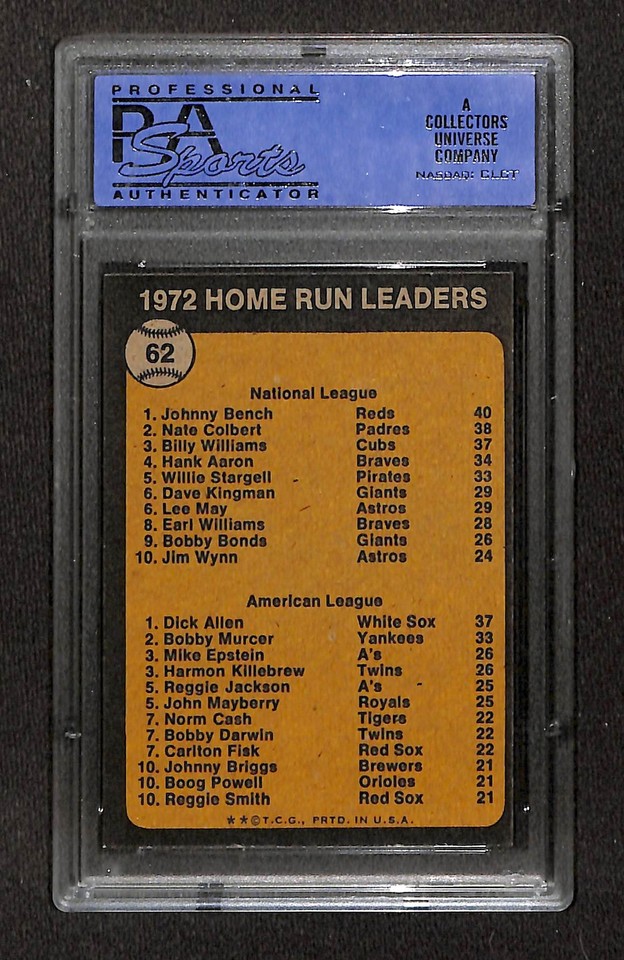 PROFESSIONAL
PSA
Sports
AUTHENTICATOR
A
COLLECTORS
UNIVERSE
COMPANY
NASDAQ: CLCT
1972 HOME RUN LEADERS
62
National League
1. Johnny Bench Reds 40
2. Nate Colbert Padres 38
3. Billy Williams Cubs 37
4. Hank Aaron Braves 34
5. Willie Stargell Pirates 33
6. Dave Kingman Giants 29
6. Lee May Astros 29
8. Earl Williams Braves 28
9. Bobby Bonds Giants 26
10. Jim Wynn Astros 24
American League
1. Dick Allen White Sox 37
2. Bobby Murcer Yankees 33
3. Mike Epstein A's 26
3. Harmon Killebrew Twins 26
5. Reggie Jackson A's 25
5. John Mayberry Royals 25
7. Norm Cash Tigers 22
7. Bobby Darwin Twins 22
7. Carlton Fisk Red Sox 22
10. Johnny Briggs Brewers 21
10. Boog Powell Orioles 21
10. Reggie Smith Red Sox 21
★★©T.C.G., PRTD. IN U.S.A.